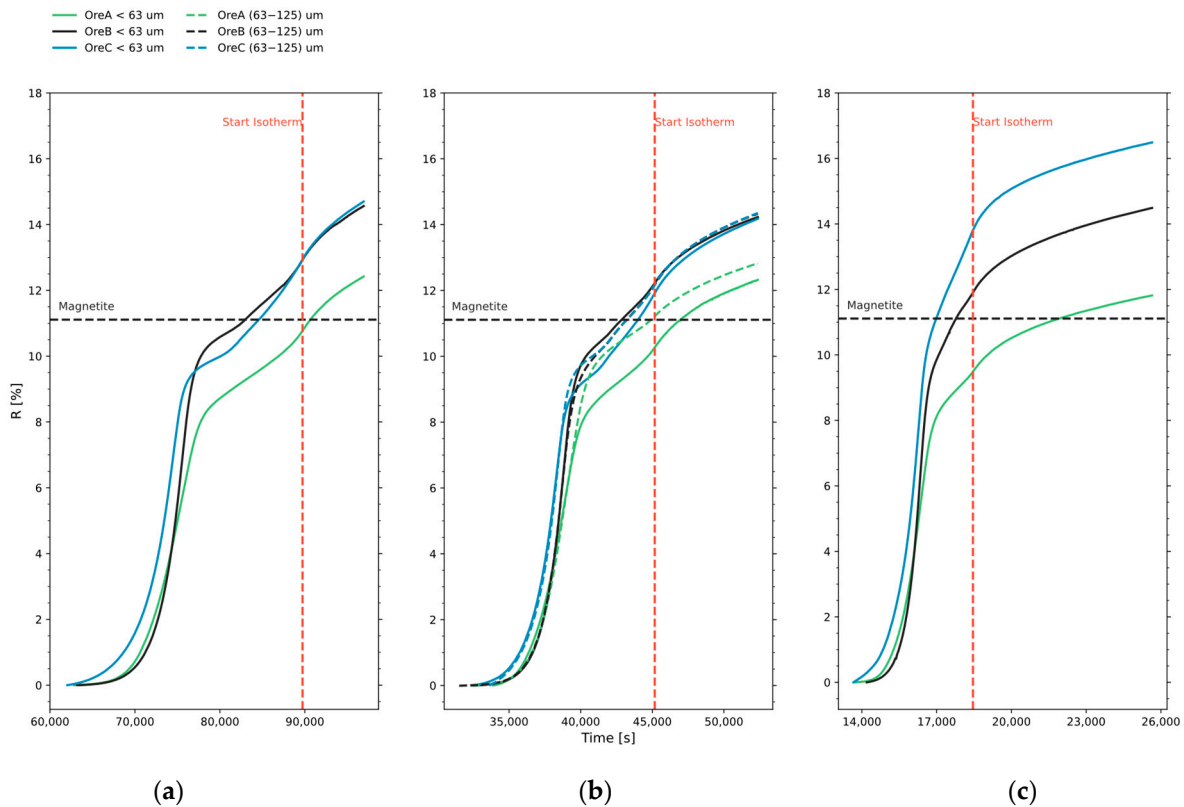 OreA < 63 um OreA (63−125) um
OreB < 63 um OreB (63−125) um
OreC < 63 um OreC (63−125) um
R [%]
18
16
14
12
10
8
6
4
2
0
Start Isotherm
Magnetite
60,000 70,000 80,000 90,000
18
16
14
12
10
8
6
4
2
0
Start Isotherm
Magnetite
35,000 40,000 45,000 50,000
Time [s]
18
16
14
12
10
8
6
4
2
0
Start Isotherm
Magnetite
14,000 17,000 20,000 23,000 26,000
(a) (b) (c)